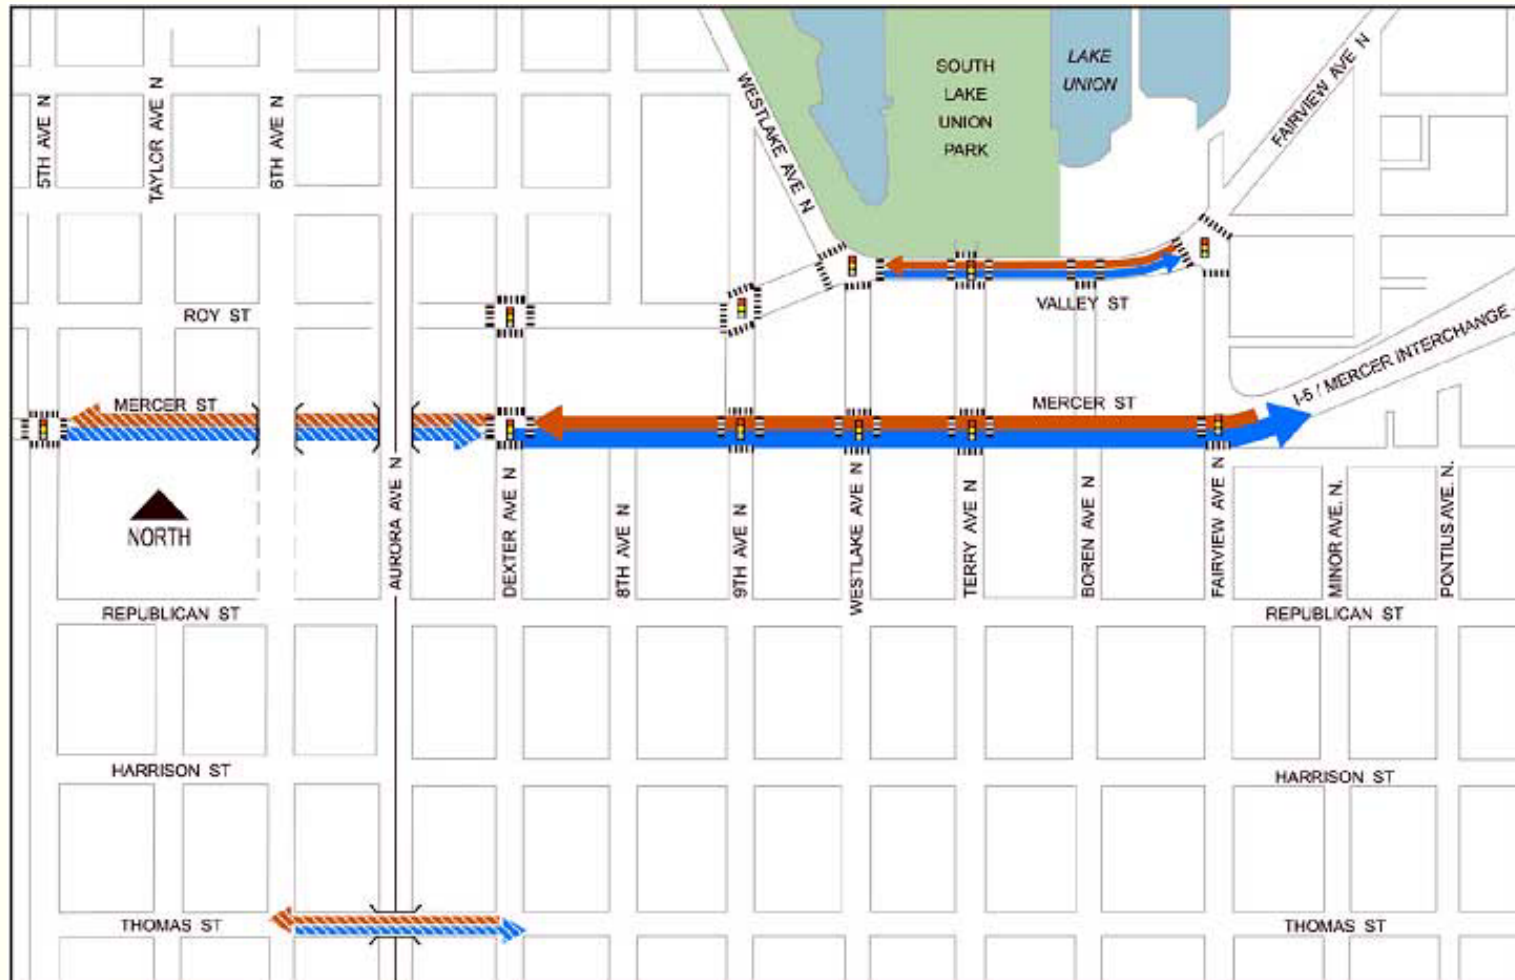 5TH AVE N
TAYLOR AVE N
6TH AVE N
WESTLAKE AVE N
SOUTH
LAKE
UNION
PARK
LAKE
UNION
FAIRVIEW AVE N
ROY ST
VALLEY ST
I-5 / MERCER INTERCHANGE
MERCER ST
MERCER ST
NORTH
AURORA AVE N
DEXTER AVE N
8TH AVE N
9TH AVE N
WESTLAKE AVE N
TERRY AVE N
BOREN AVE N
FAIRVIEW AVE N
MINOR AVE. N.
PONTIUS AVE. N.
REPUBLICAN ST
REPUBLICAN ST
HARRISON ST
HARRISON ST
THOMAS ST
THOMAS ST